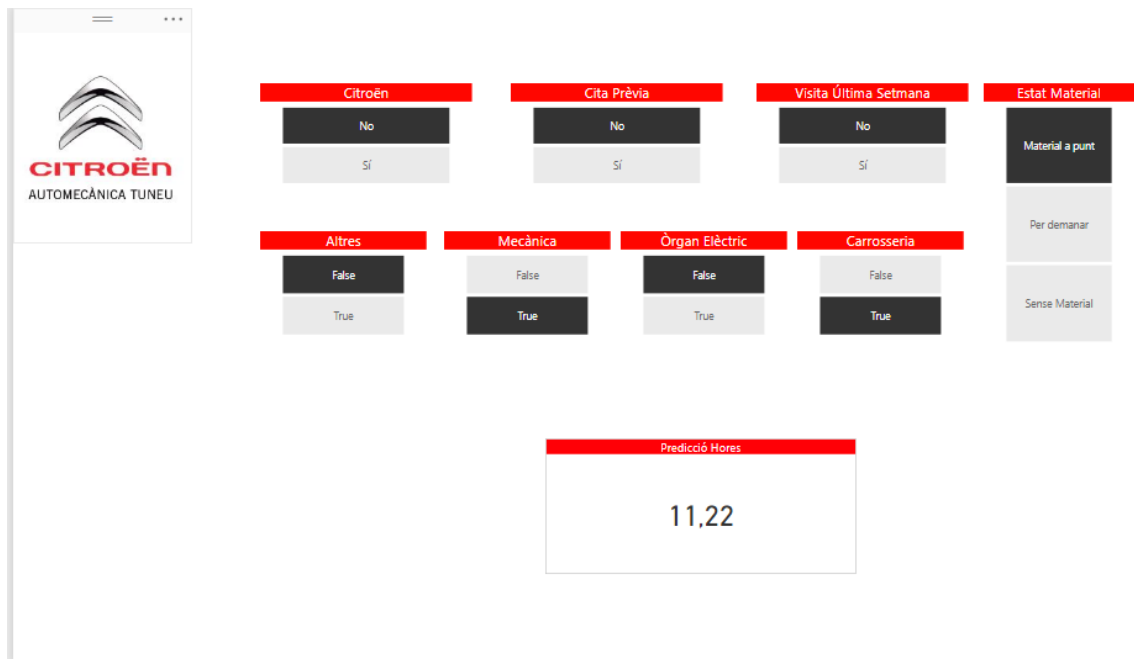 CITROËN
AUTOMECÀNICA TUNEU
Citroën
No
Sí
Cita Prèvia
No
Sí
Visita Última Setmana
No
Sí
Estat Material
Material a punt
Per demanar
Sense Material
Altres
False
True
Mecànica
False
True
Òrgan Elèctric
False
True
Carrosseria
False
True
Predicció Hores
11,22